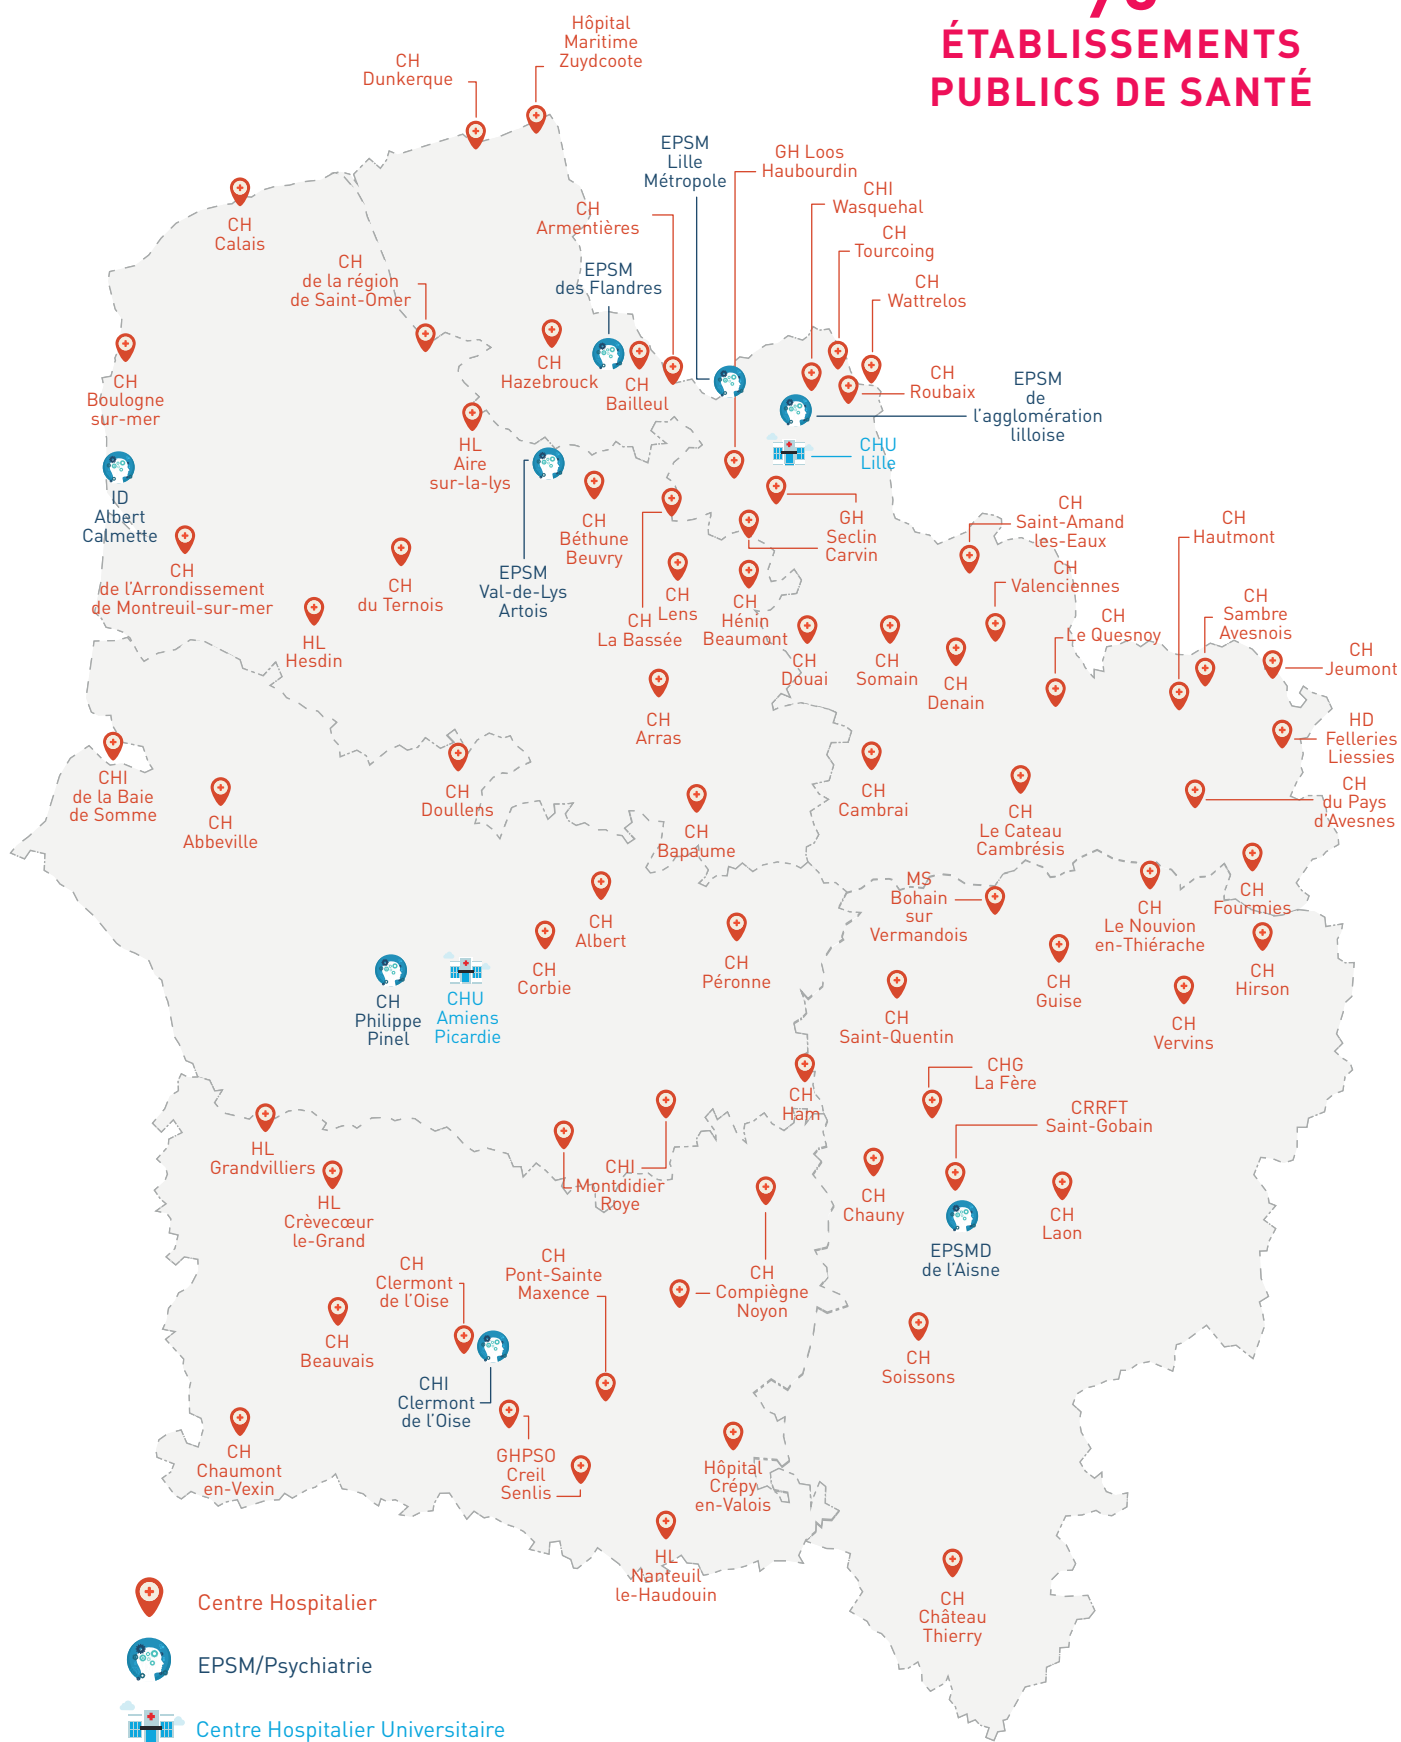 ÉTABLISSEMENTS
PUBLICS DE SANTÉ
Hôpital
Maritime
Zuydcoote
CH
Dunkerque
CH
Calais
EPSM
Lille
Métropole
GH Loos
Haubourdin
CHI
Wasquehal
CH
Armentières
CH
Tourcoing
CH
de la région
de Saint-Omer
EPSM
des Flandres
CH
Wattrelos
CH
Boulogne
sur-mer
CH
Hazebrouck
CH
Bailleul
CH
Roubaix
EPSM
de
l'agglomération
lilloise
HL
Aire
sur-la-lys
CHU
Lille
ID
Albert
Calmette
CH
Béthune
Beuvry
GH
Seclin
Carvin
CH
Saint-Amand
les-Eaux
CH
Hautmont
CH
de l'Arrondissement
de Montreuil-sur-mer
CH
du Ternois
EPSM
Val-de-Lys
Artois
CH
La Bassée
CH
Lens
CH
Hénin
Beaumont
CH
Valenciennes
CH
Le Quesnoy
CH
Sambre
Avesnois
CH
Jeumont
HL
Hesdin
CH
Douai
CH
Somain
CH
Denain
CH
Arras
HD
Felleries
Liessies
CHI
de la Baie
de Somme
CH
Abbeville
CH
Doullens
CH
Bapaume
CH
Cambrai
CH
Le Cateau
Cambrésis
CH
du Pays
d'Avesnes
CH
Albert
MS
Bohain
sur
Vermandois
CH
Le Nouvion
en-Thiérache
CH
Fourmies
CH
Philippe
Pinel
CHU
Amiens
Picardie
CH
Corbie
CH
Péronne
CH
Saint-Quentin
CH
Guise
CH
Vervins
CH
Hirson
CH
Ham
CHG
La Fère
CRRFT
Saint-Gobain
HL
Grandvilliers
HL
Crèvecœur
le-Grand
CHI
Montdidier
Roye
CH
Chauny
CH
Laon
EPSMD
de l'Aisne
CH
Clermont
de l'Oise
CH
Pont-Sainte
Maxence
CH
Compiègne
Noyon
CH
Beauvais
CHI
Clermont
de l'Oise
CH
Soissons
CH
Chaumont
en-Vexin
GHPSO
Creil
Senlis
Hôpital
Crépy
en-Valois
HL
Nanteuil
le-Haudouin
CH
Château
Thierry
Centre Hospitalier
EPSM/Psychiatrie
Centre Hospitalier Universitaire